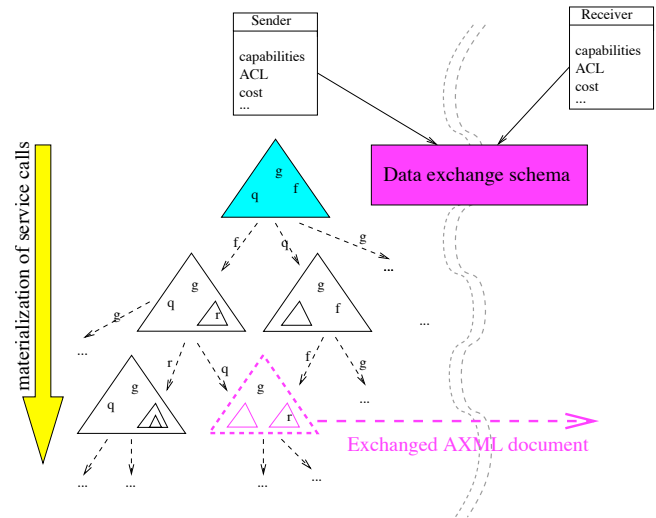 Sender
capabilities
ACL
cost
...
Receiver
capabilities
ACL
cost
...
Data exchange schema
materialization of service calls
g
q f
f q g
...
g
q r
g
f
...
g
...
r q f g
g
q
g
r
...
Exchanged AXML document
... ... ... ...